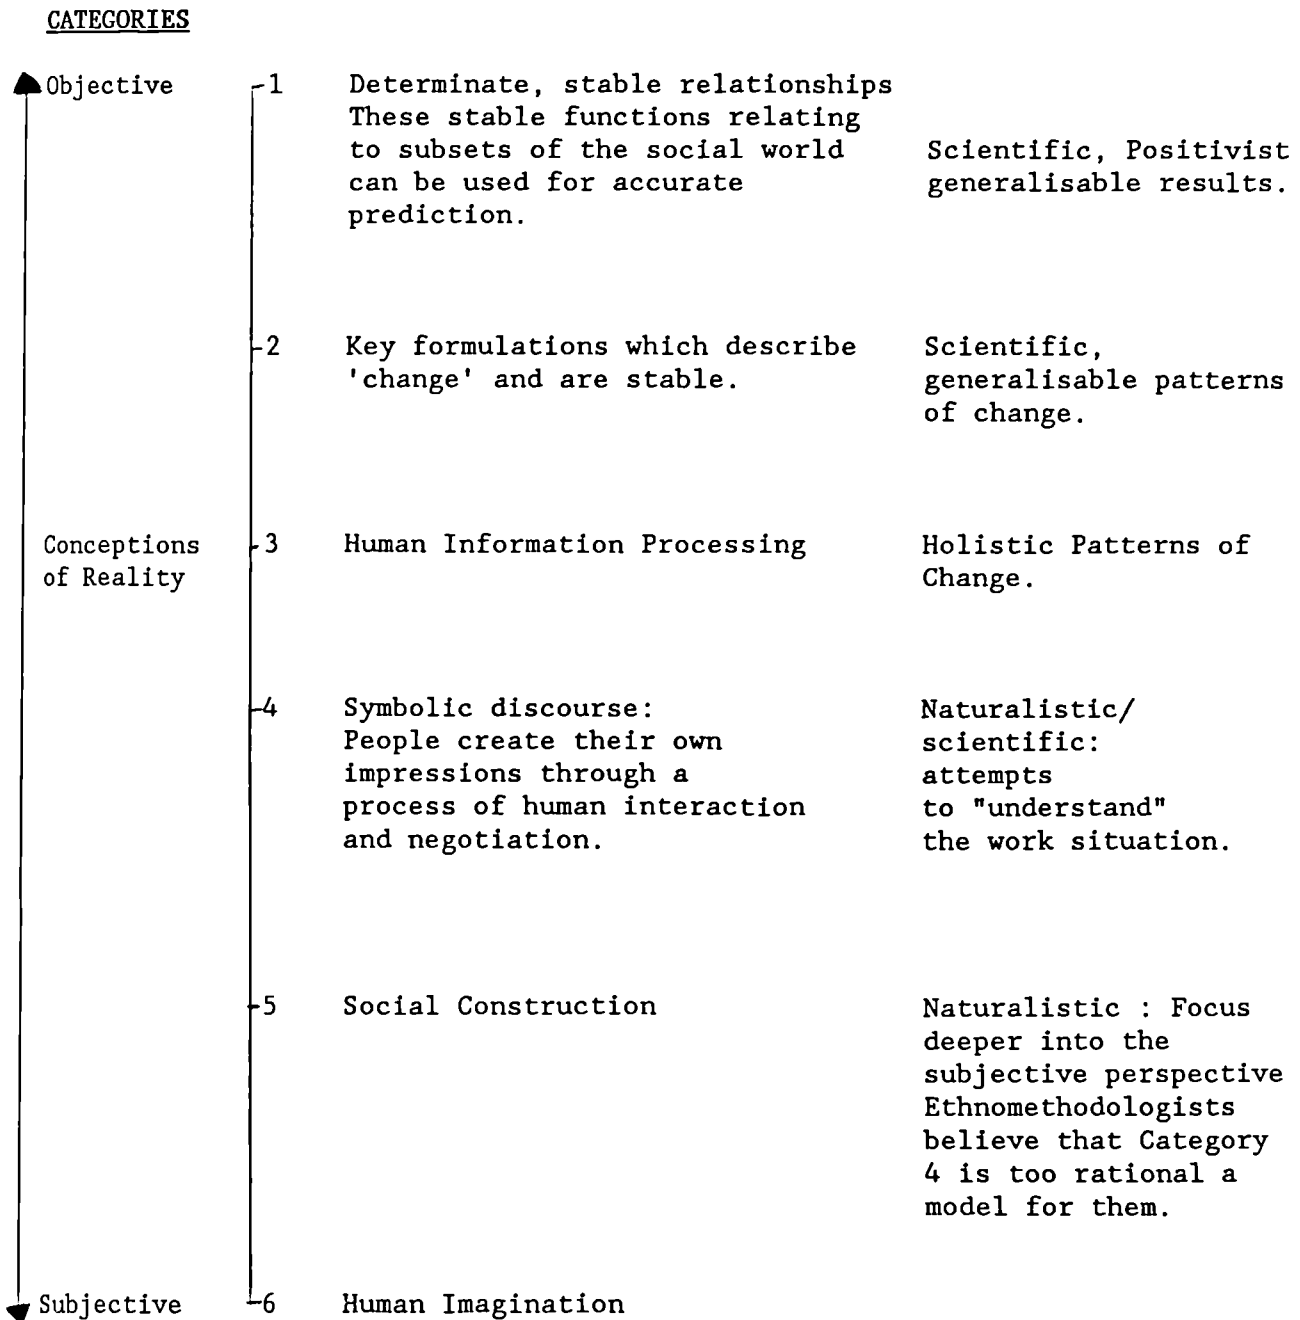 CATEGORIES
Objective
1
Determinate, stable relationships
These stable functions relating
to subsets of the social world
can be used for accurate
prediction.
Scientific, Positivist
generalisable results.
2
Key formulations which describe
'change' and are stable.
Scientific,
generalisable patterns
of change.
Conceptions
of Reality
3
Human Information Processing
Holistic Patterns of
Change.
4
Symbolic discourse:
People create their own
impressions through a
process of human interaction
and negotiation.
Naturalistic/
scientific:
attempts
to "understand"
the work situation.
5
Social Construction
Naturalistic : Focus
deeper into the
subjective perspective
Ethnomethodologists
believe that Category
4 is too rational a
model for them.
Subjective
6
Human Imagination